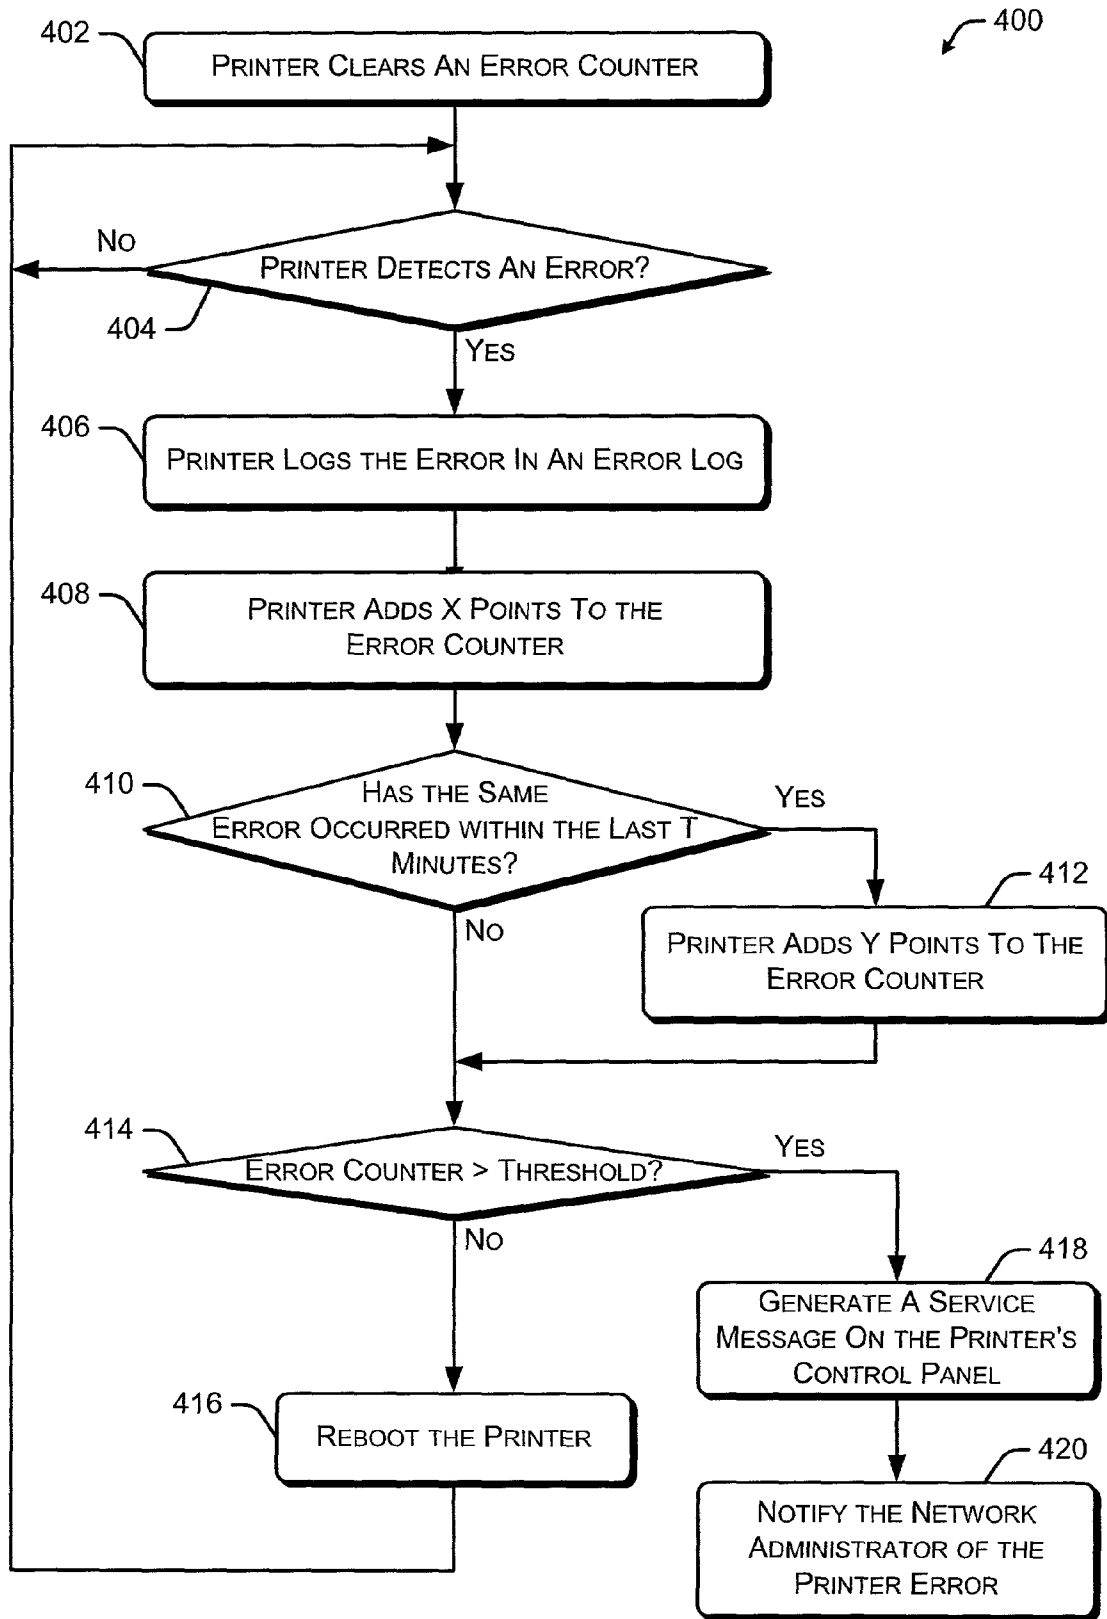 400
402
PRINTER CLEARS AN ERROR COUNTER
NO
PRINTER DETECTS AN ERROR?
404
YES
406
PRINTER LOGS THE ERROR IN AN ERROR LOG
408
PRINTER ADDS X POINTS TO THE
ERROR COUNTER
410
HAS THE SAME
ERROR OCCURRED WITHIN THE LAST T
MINUTES?
YES
NO
412
PRINTER ADDS Y POINTS TO THE
ERROR COUNTER
414
ERROR COUNTER > THRESHOLD?
YES
NO
418
GENERATE A SERVICE
MESSAGE ON THE PRINTER'S
CONTROL PANEL
416
REBOOT THE PRINTER
420
NOTIFY THE NETWORK
ADMINISTRATOR OF THE
PRINTER ERROR